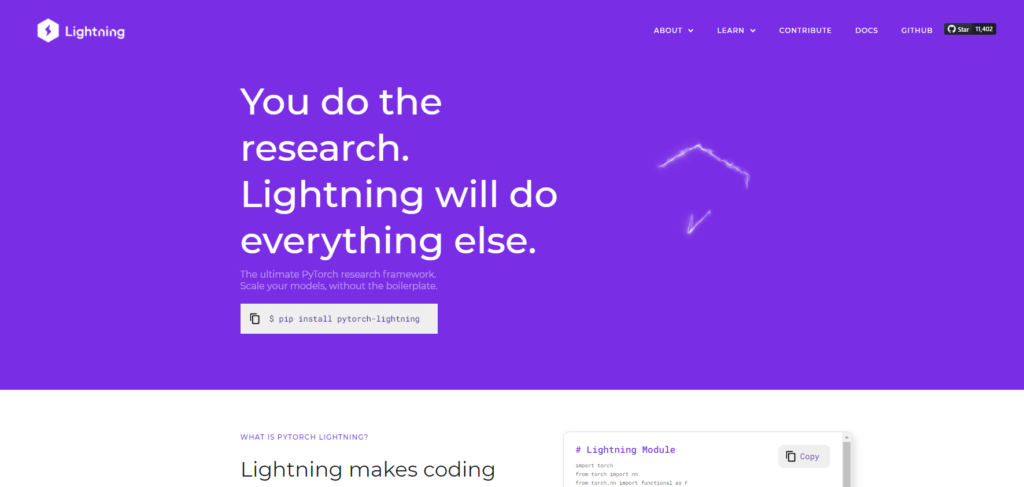 Lightning
ABOUT
LEARN
CONTRIBUTE
DOCS
GITHUB
Star 11,402
You do the
research.
Lightning will do
everything else.
The ultimate PyTorch research framework.
Scale your models, without the boilerplate.
$ pip install pytorch-lightning
WHAT IS PYTORCH LIGHTNING?
Lightning makes coding
# Lightning Module
Copy
import torch
from torch import nn
from torch.nn import functional as F